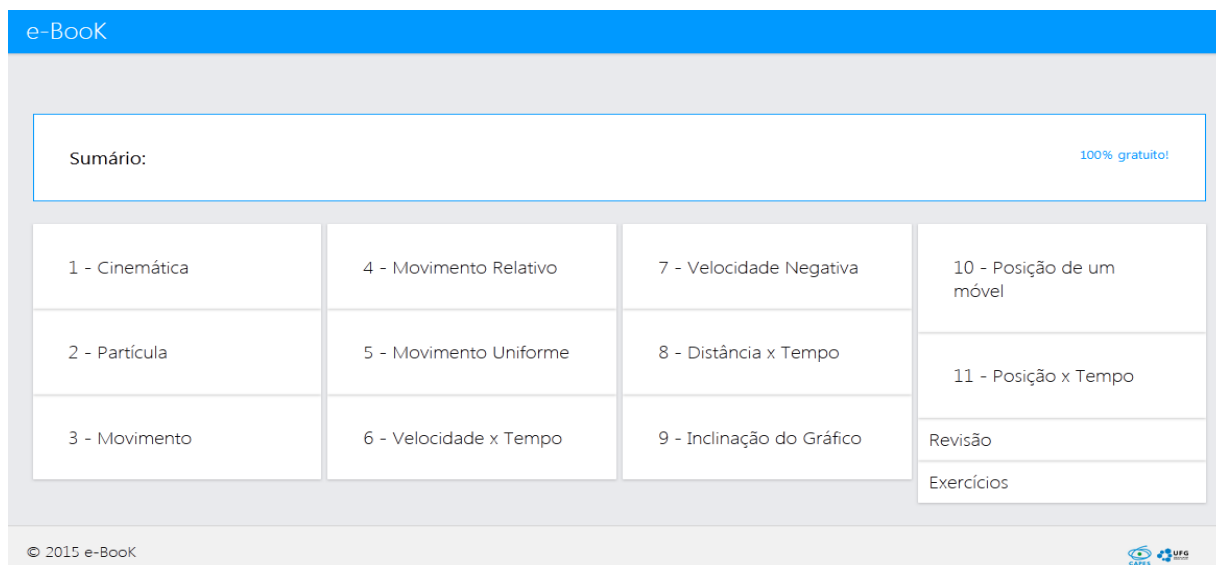 e-BooK
Sumário:
100% gratuito!
1 - Cinemática
2 - Partícula
3 - Movimento
4 - Movimento Relativo
5 - Movimento Uniforme
6 - Velocidade x Tempo
7 - Velocidade Negativa
8 - Distância x Tempo
9 - Inclinação do Gráfico
10 - Posição de um
móvel
11 - Posição x Tempo
Revisão
Exercícios
© 2015 e-BooK
CAPES
UFG